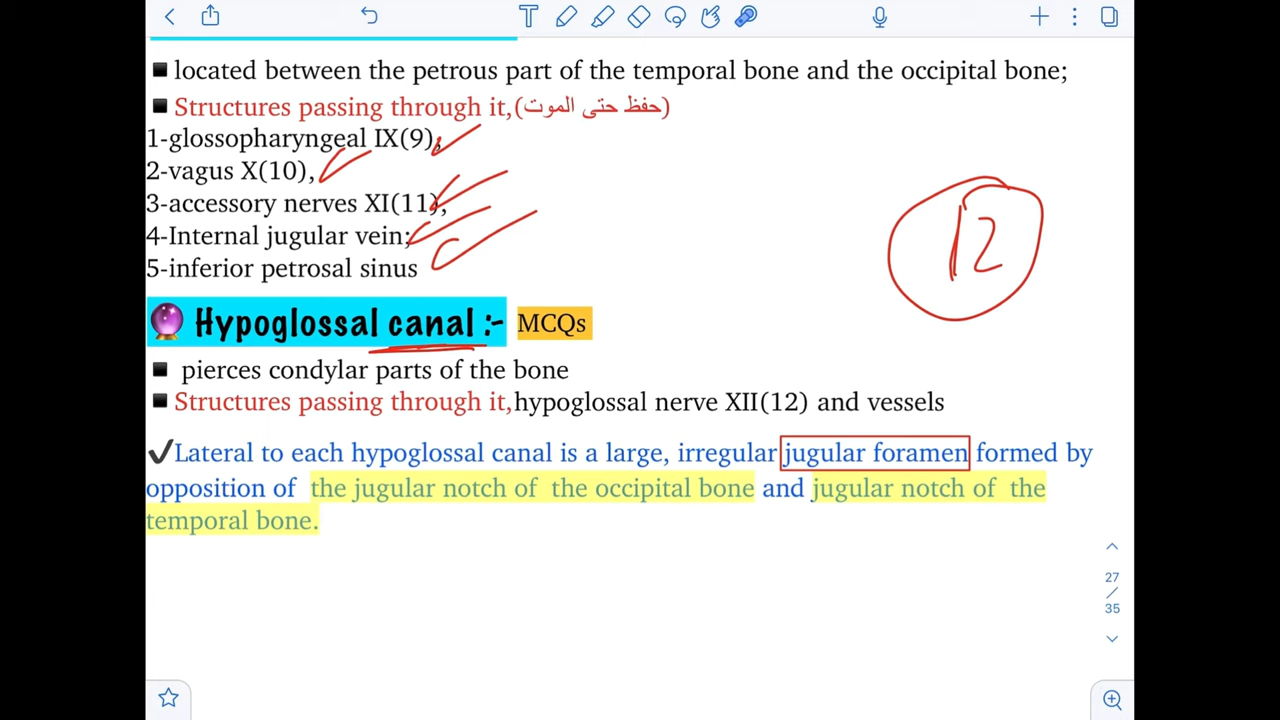 ■ located between the petrous part of the temporal bone and the occipital bone;
■ Structures passing through it,(حفظ حتى الموت)
1-glossopharyngeal IX(9),
2-vagus X(10),
3-accessory nerves XI(11),
4-Internal jugular vein;
5-inferior petrosal sinus
12
🔮 Hypoglossal canal :- MCQs
■ pierces condylar parts of the bone
■ Structures passing through it,hypoglossal nerve XII(12) and vessels
✔Lateral to each hypoglossal canal is a large, irregular jugular foramen formed by
opposition of the jugular notch of the occipital bone and jugular notch of the
temporal bone.
27
/
35